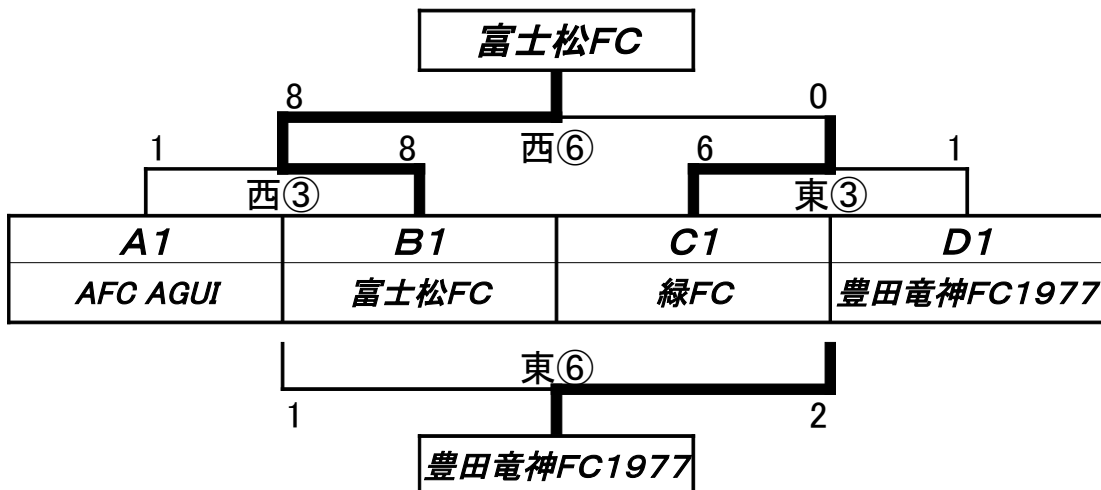 富士松FC
8 0
1 8 西⑥ 6 1
西③ 東③
A1 B1 C1 D1
AFC AGUI 富士松FC 緑FC 豊田竜神FC1977
東⑥
1 2
豊田竜神FC1977